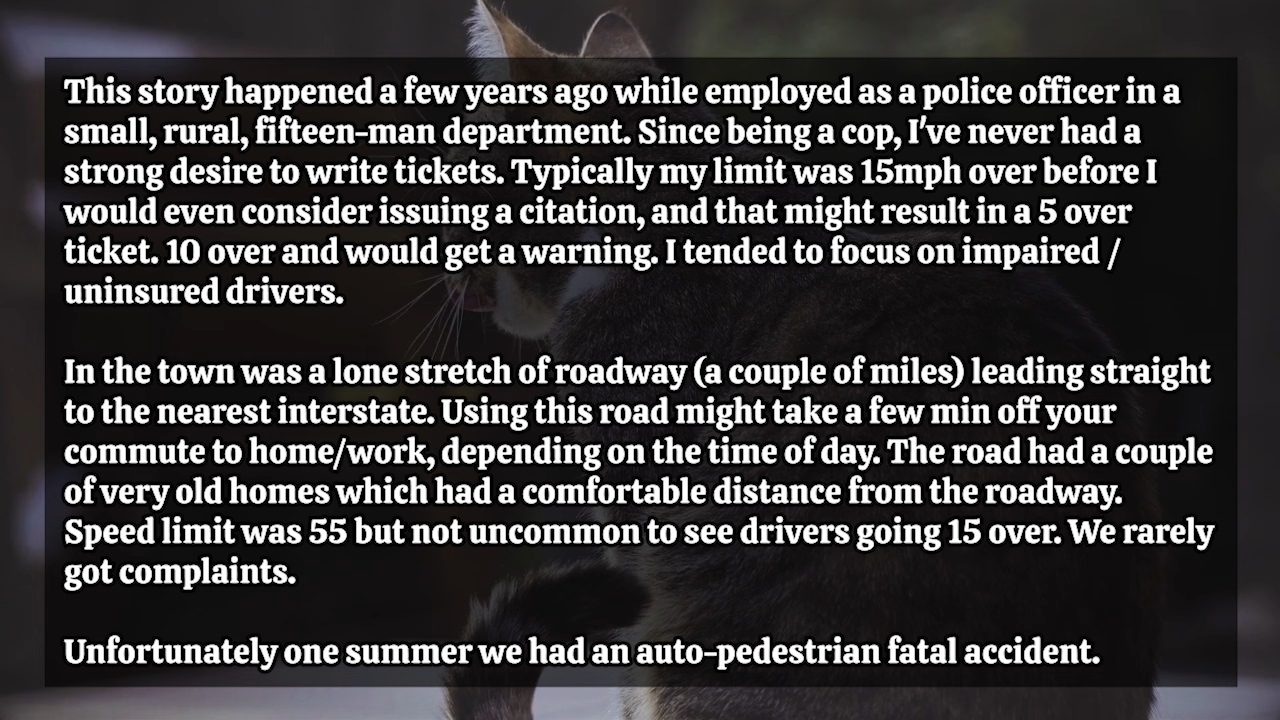 This story happened a few years ago while employed as a police officer in a
small, rural, fifteen-man department. Since being a cop, I've never had a
strong desire to write tickets. Typically my limit was 15mph over before I
would even consider issuing a citation, and that might result in a 5 over
ticket. 10 over and would get a warning. I tended to focus on impaired /
uninsured drivers.
In the town was a lone stretch of roadway (a couple of miles) leading straight
to the nearest interstate. Using this road might take a few min off your
commute to home/work, depending on the time of day. The road had a couple
of very old homes which had a comfortable distance from the roadway.
Speed limit was 55 but not uncommon to see drivers going 15 over. We rarely
got complaints.
Unfortunately one summer we had an auto-pedestrian fatal accident.